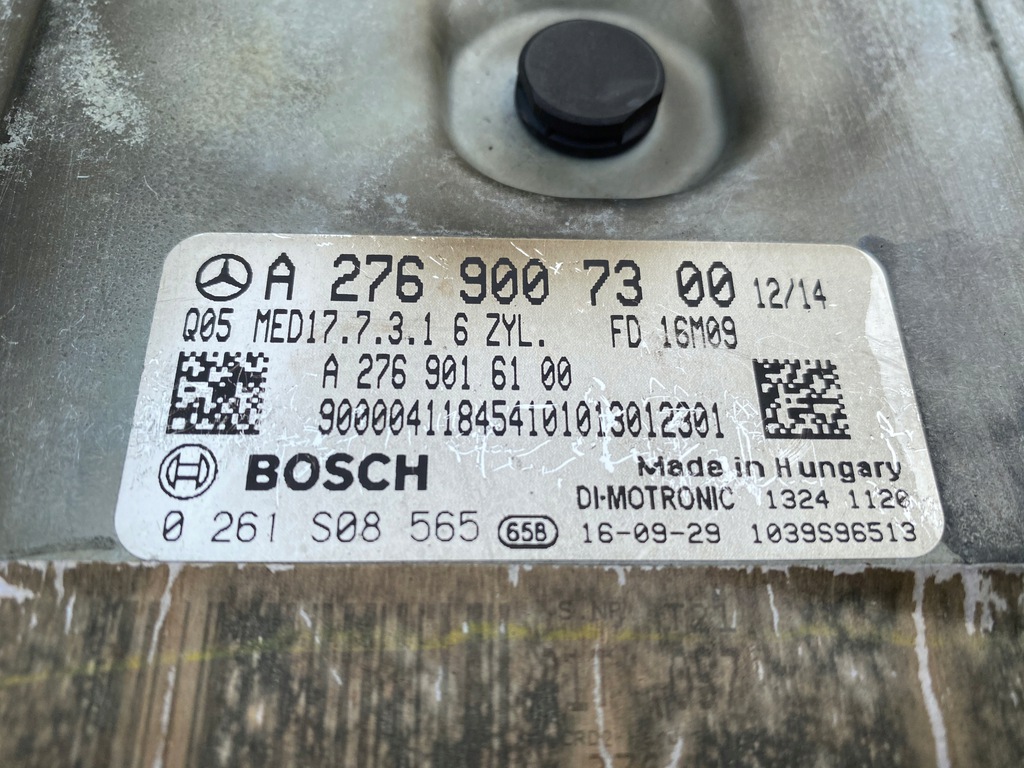 A 276 900 73 00 12/14
Q05 MED17.7.3.1 6 ZYL. FD 16M09
A 276 901 61 00
900004118454101013012301
BOSCH Made in Hungary
DI-MOTRONIC 1324 1120
0 261 S08 565 65B 16-09-29 1039S96513
S NR